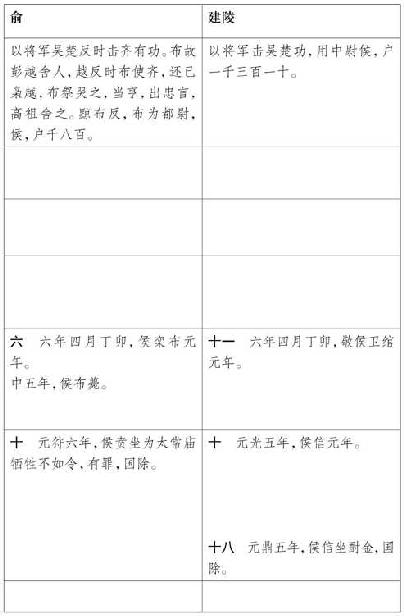 俞
以将军吴楚反时击齐有功。布故
彭越舍人,越反时布使齐,还已
枭越,布祭哭之,当亨,出忠言,
高祖舍之。黥布反,布为都尉,
侯,户千八百。
六 六年四月丁卯,侯栾布元
年。
中五年,侯布薨。
十 元狩六年,侯贲坐为太常庙
牺牲不如令,有罪,国除。
建陵
以将军击吴楚功,用中尉侯,户
一千三百一十。
十一 六年四月丁卯,敬侯卫绾
元年。
十 元光五年,侯信元年。
十八 元鼎五年,侯信坐酎金,国
除。